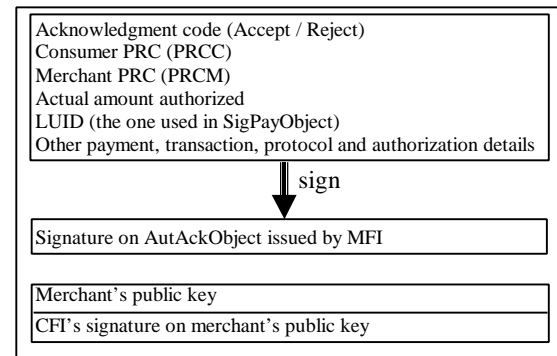 Acknowledgment code (Accept / Reject)
Consumer PRC (PRCC)
Merchant PRC (PRCM)
Actual amount authorized
LUID (the one used in SigPayObject)
Other payment, transaction, protocol and authorization details
sign
Signature on AutAckObject issued by MFI
Merchant's public key
CFI's signature on merchant's public key